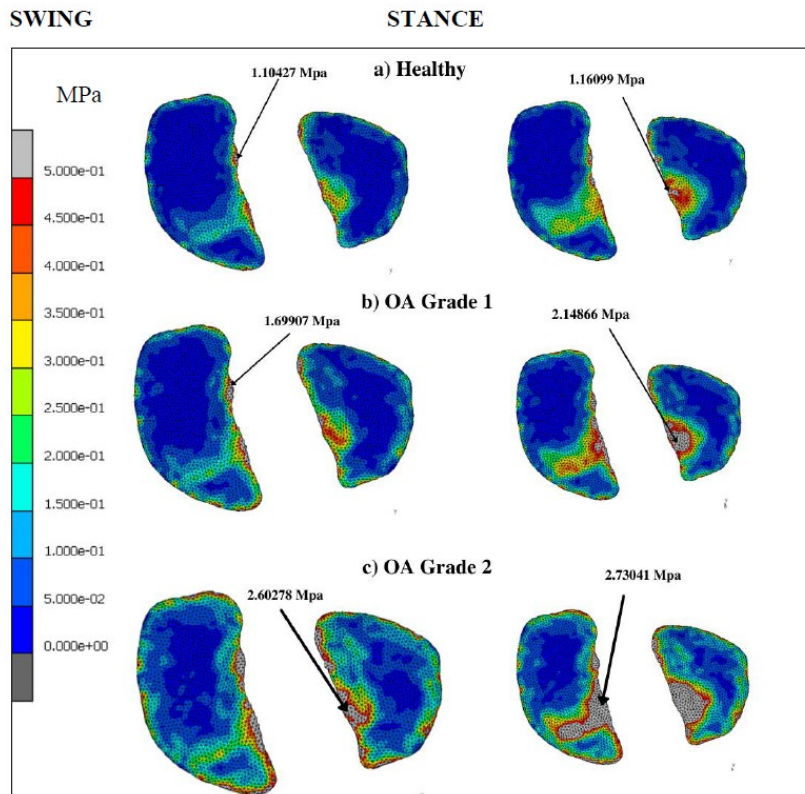 SWING
STANCE
a) Healthy
1.10427 Mpa
1.16099 Mpa
MPa
5.000e-01
4.500e-01
4.000e-01
3.500e-01
3.000e-01
2.500e-01
2.000e-01
1.500e-01
1.000e-01
5.000e-02
0.000e+00
b) OA Grade 1
1.69907 Mpa
2.14866 Mpa
c) OA Grade 2
2.60278 Mpa
2.73041 Mpa